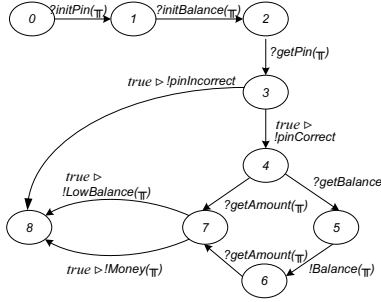 0 ?initPin(╥) 1 ?initBalance(╥) 2
?getPin(╥)
true ▷ !pinIncorrect
3
true ▷
!pinCorrect
4
true ▷
!LowBalance(╥)
?getBalance
?getAmount(╥)
8
7
5
?getAmount(╥)
!Balance(╥)
true ▷ !Money(╥)
6